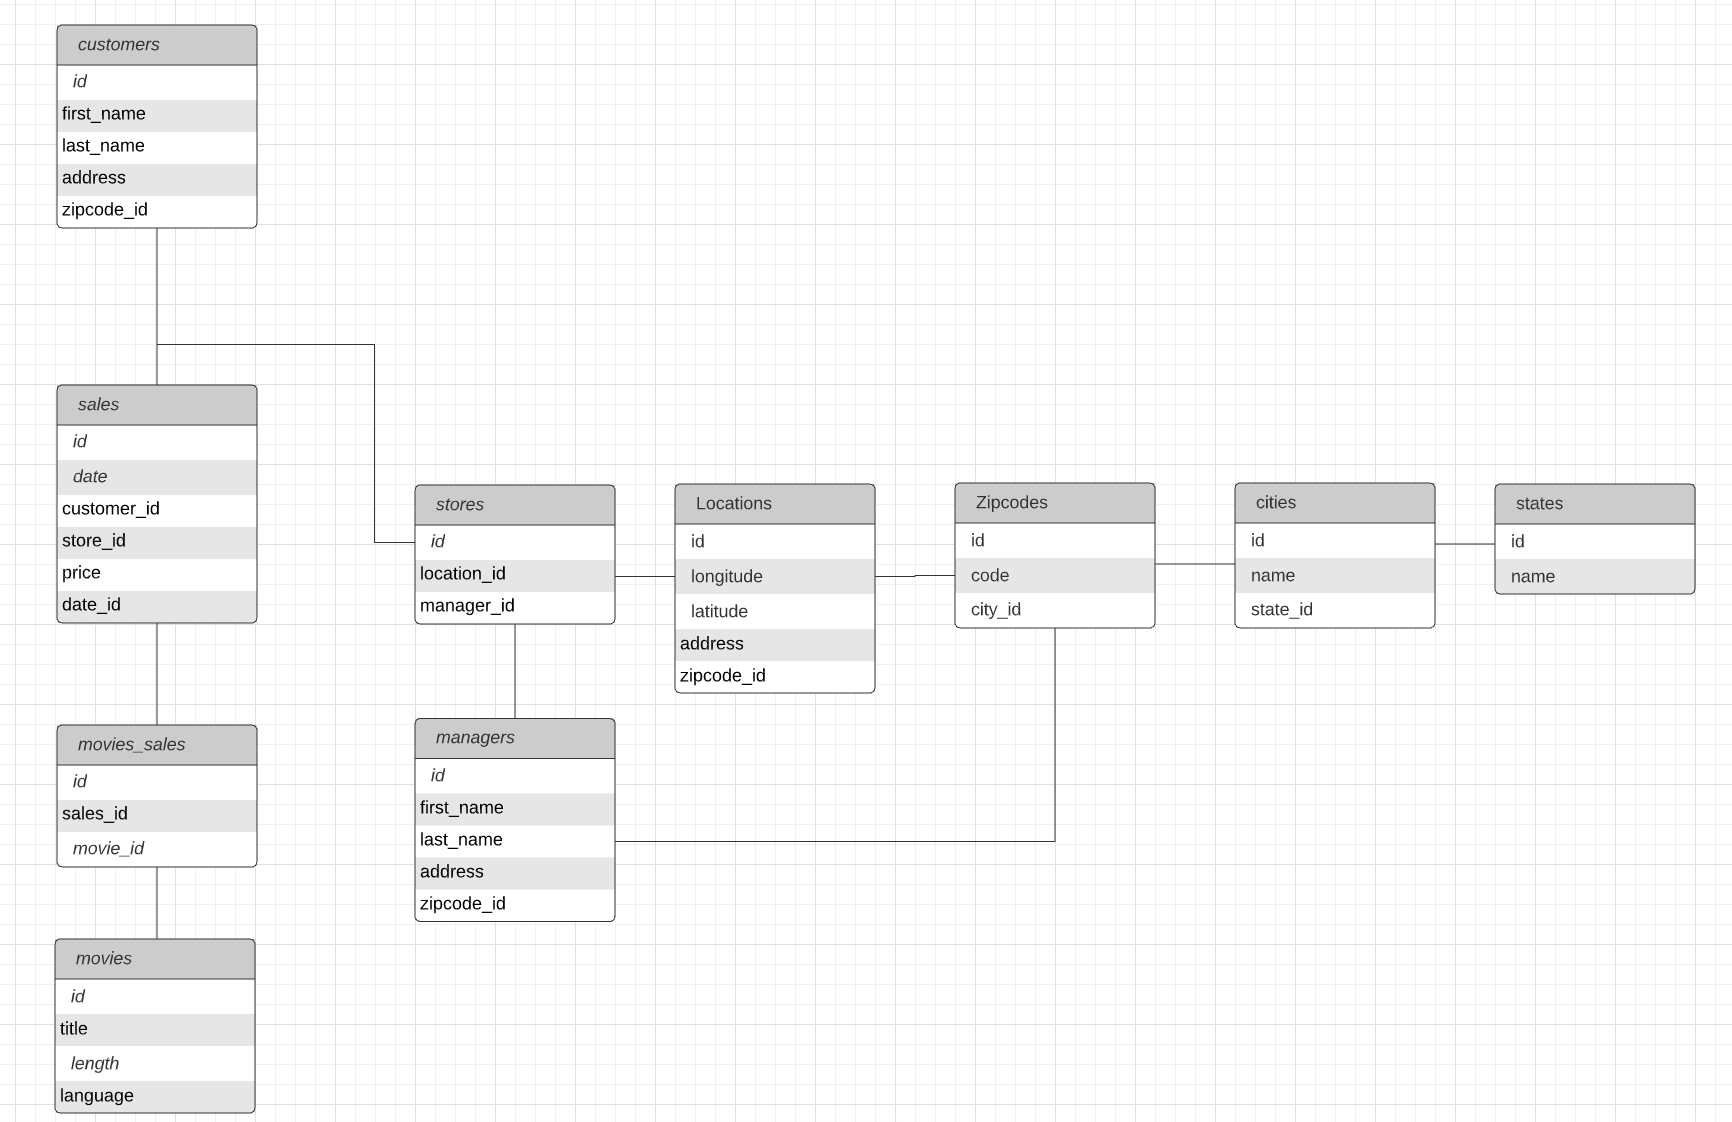 customers
id
first_name
last_name
address
zipcode_id
sales
id
date
customer_id
store_id
price
date_id
movies_sales
id
sales_id
movie_id
movies
id
title
length
language
stores
id
location_id
manager_id
managers
id
first_name
last_name
address
zipcode_id
Locations
id
longitude
latitude
address
zipcode_id
Zipcodes
id
code
city_id
cities
id
name
state_id
states
id
name